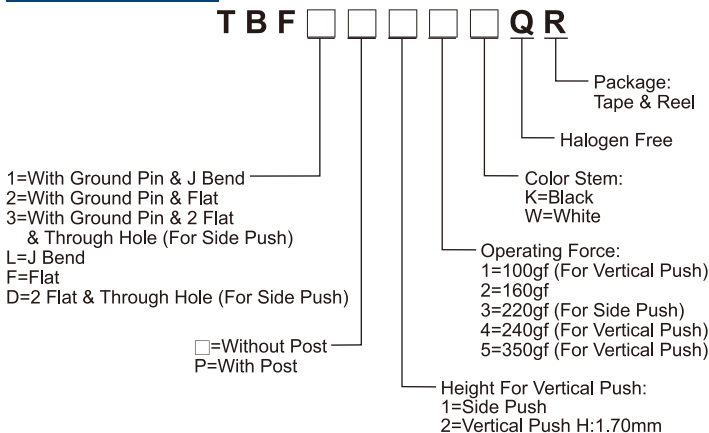 TBF□□□□□QR
Package:
Tape & Reel
Halogen Free
Color Stem:
K=Black
W=White
Operating Force:
1=100gf (For Vertical Push)
2=160gf
3=220gf (For Side Push)
4=240gf (For Vertical Push)
5=350gf (For Vertical Push)
Height For Vertical Push:
1=Side Push
2=Vertical Push H:1.70mm
□=Without Post
P=With Post
1=With Ground Pin & J Bend
2=With Ground Pin & Flat
3=With Ground Pin & 2 Flat
& Through Hole (For Side Push)
L=J Bend
F=Flat
D=2 Flat & Through Hole (For Side Push)